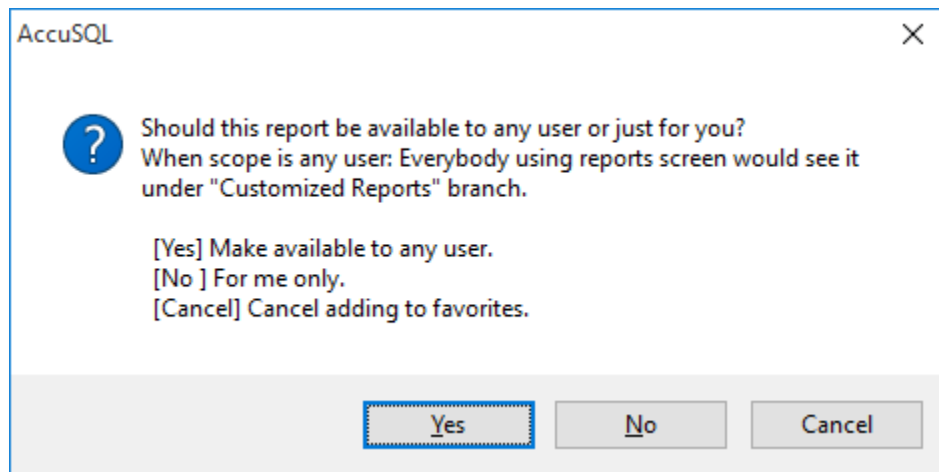 AccuSQL
Should this report be available to any user or just for you?
When scope is any user: Everybody using reports screen would see it
under "Customized Reports" branch.
[Yes] Make available to any user.
[No ] For me only.
[Cancel] Cancel adding to favorites.
Yes No Cancel